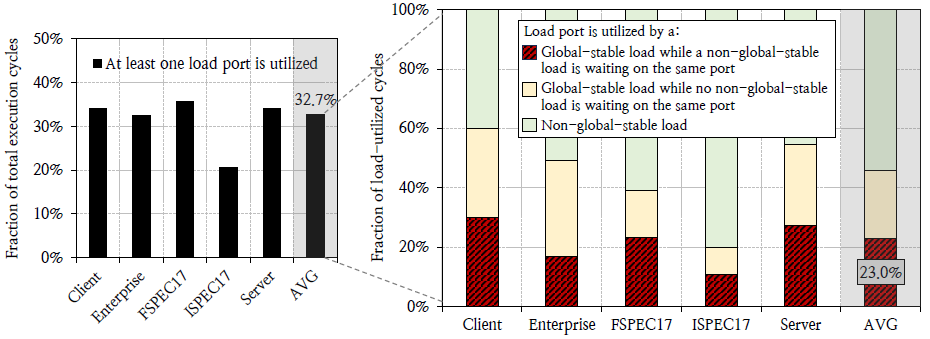 Fraction of total execution cycles
50%
40%
30%
20%
10%
0%
At least one load port is utilized
32.7%
Client
Enterprise
FSPEC17
ISPEC17
Server
AVG
Fraction of load-utilized cycles
100%
80%
60%
40%
20%
0%
Load port is utilized by a:
Global-stable load while a non-global-stable
load is waiting on the same port
Global-stable load while no non-global-stable
load is waiting on the same port
Non-global-stable load
23.0%
Client
Enterprise
FSPEC17
ISPEC17
Server
AVG